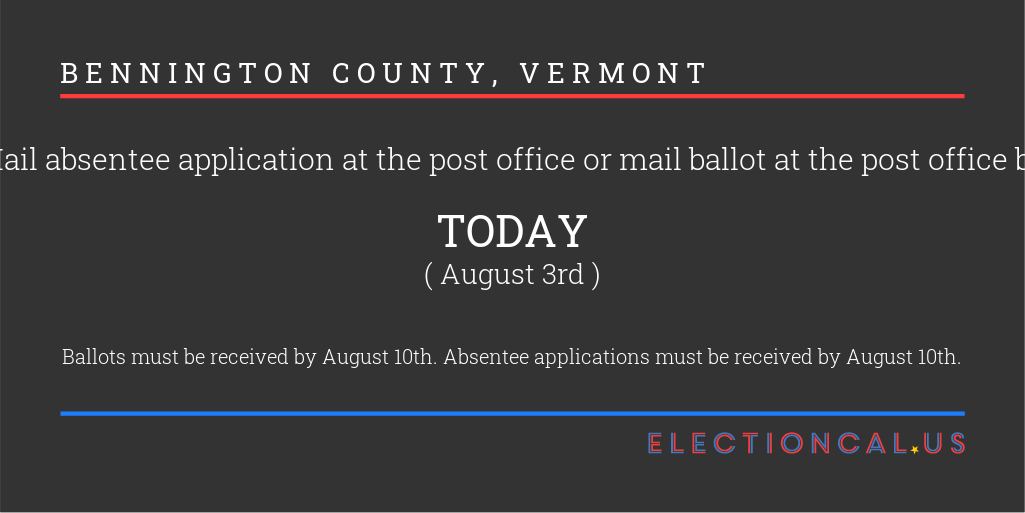 BENNINGTON COUNTY, VERMONT
ail absentee application at the post office or mail ballot at the post office b
TODAY
( August 3rd )
Ballots must be received by August 10th. Absentee applications must be received by August 10th.
ELECTIONCAL.US